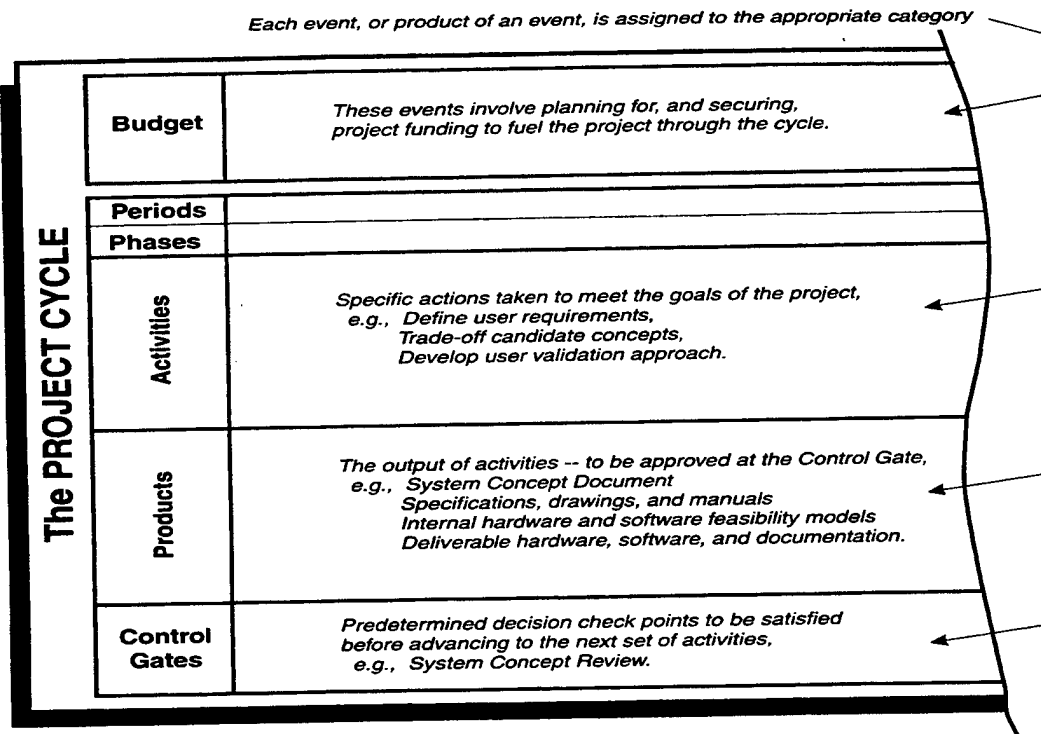 Each event, or product of an event, is assigned to the appropriate category
The PROJECT CYCLE
Budget
These events involve planning for, and securing,
project funding to fuel the project through the cycle.
Periods
Phases
Activities
Specific actions taken to meet the goals of the project,
e.g., Define user requirements,
Trade-off candidate concepts,
Develop user validation approach.
Products
The output of activities -- to be approved at the Control Gate,
e.g., System Concept Document
Specifications, drawings, and manuals
Internal hardware and software feasibility models
Deliverable hardware, software, and documentation.
Control
Gates
Predetermined decision check points to be satisfied
before advancing to the next set of activities,
e.g., System Concept Review.